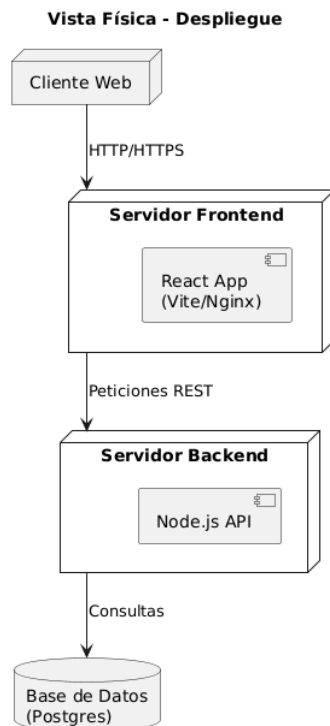 Vista Física - Despliegue
Cliente Web
HTTP/HTTPS
Servidor Frontend
React App
(Vite/Nginx)
Peticiones REST
Servidor Backend
Node.js API
Consultas
Base de Datos
(Postgres)